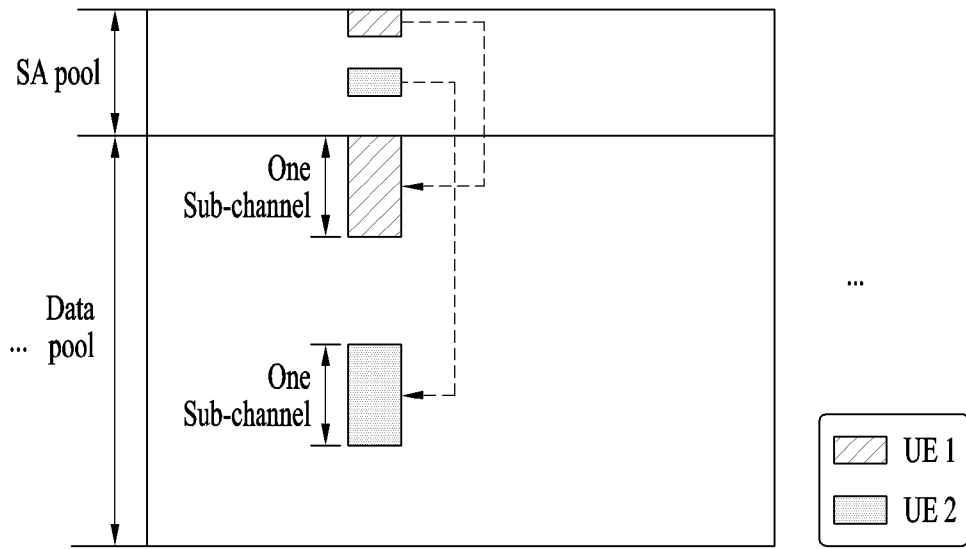 SA pool
One
Sub-channel
Data
pool
...
...
One
Sub-channel
UE 1
UE 2